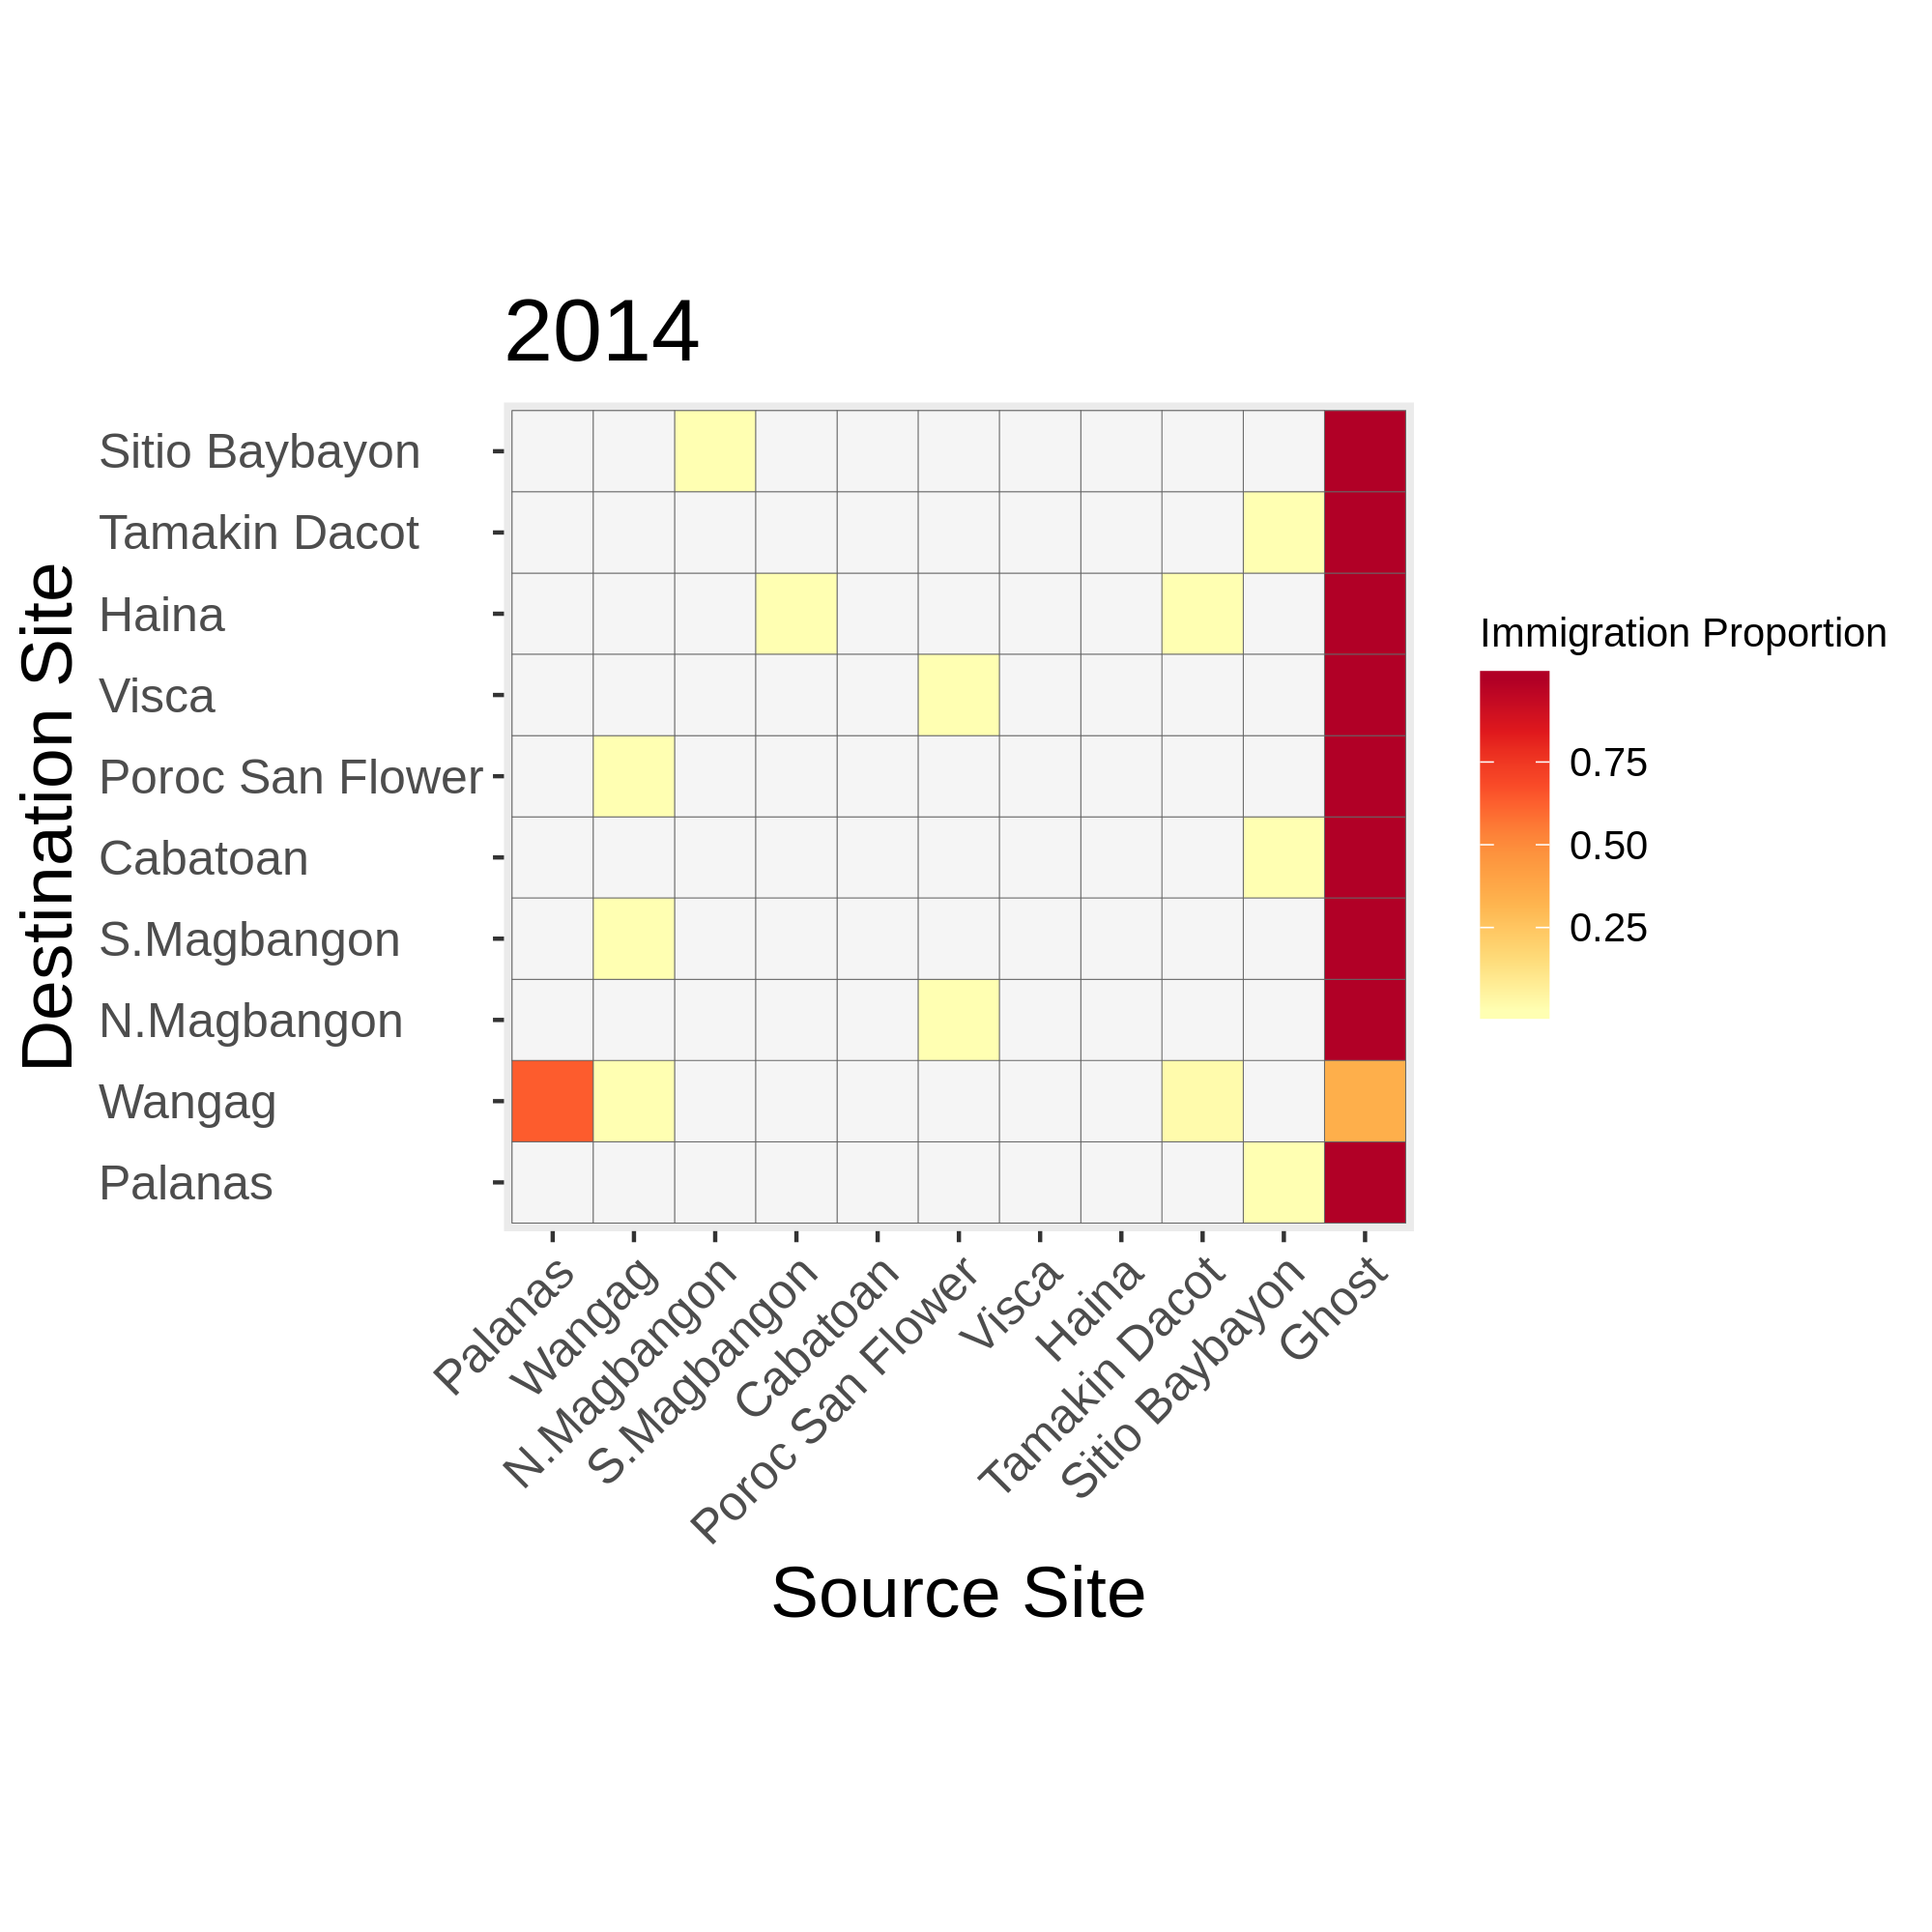 2014
Sitio Baybayon
Tamakin Dacot
Haina
Visca
Poroc San Flower
Cabatoan
S.Magbangon
N.Magbangon
Wangag
Palanas
Destination Site
Palanas
Wangag
N.Magbangon
S.Magbangon
Cabatoan
Poroc San Flower
Visca
Haina
Tamakin Dacot
Sitio Baybayon
Ghost
Source Site
Immigration Proportion
0.75
0.50
0.25